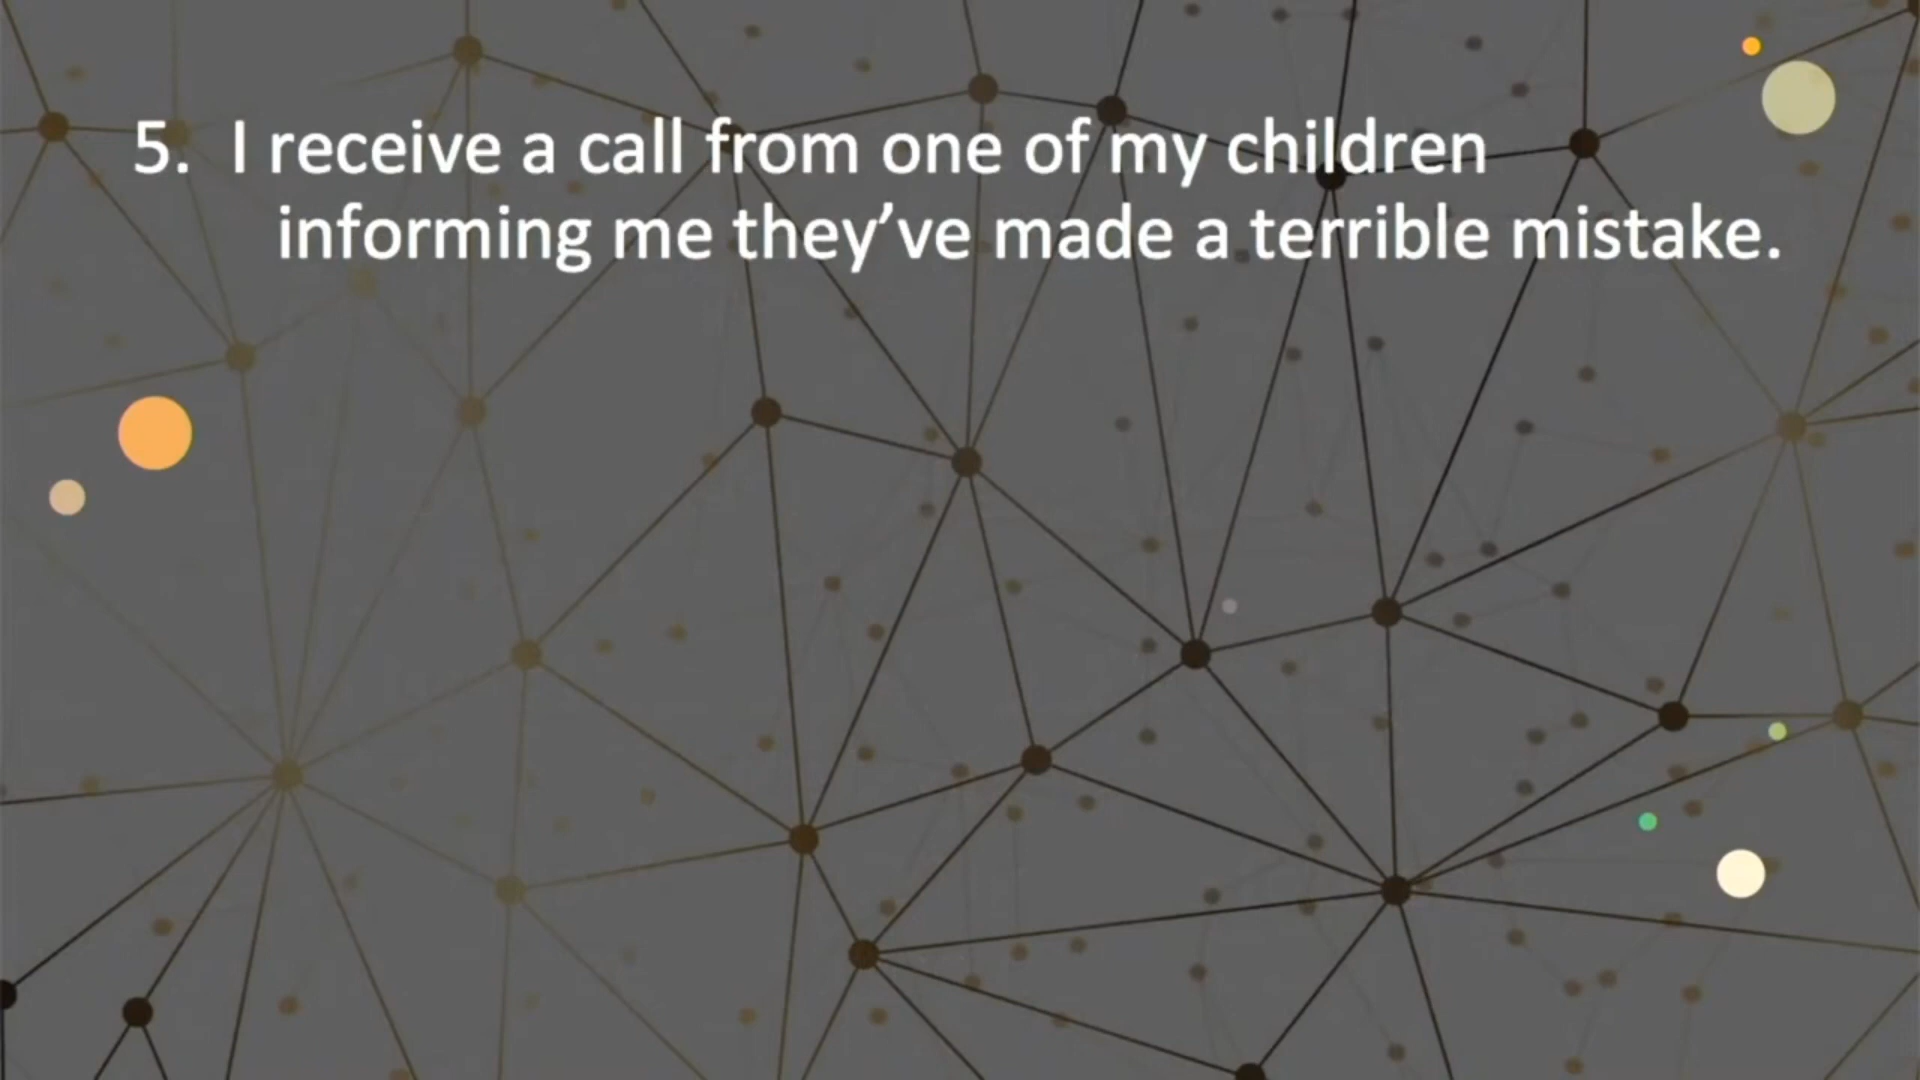 5. I receive a call from one of my children
informing me they’ve made a terrible mistake.